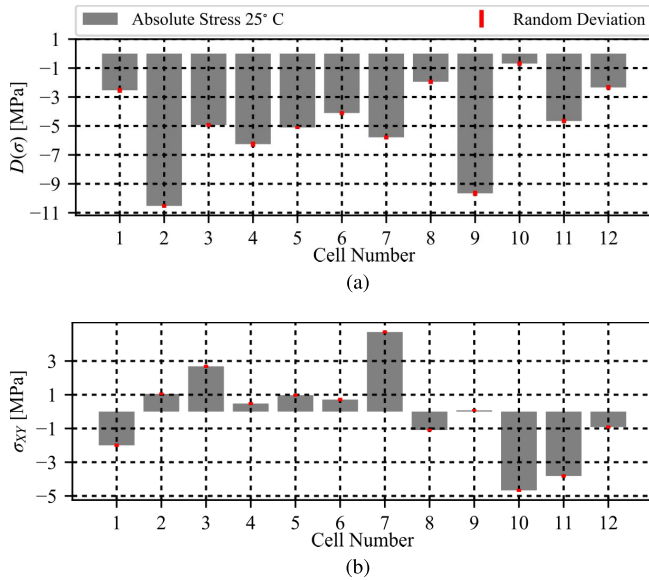 Absolute Stress 25° C Random Deviation
D(σ) [MPa]
1
−1
−3
−5
−7
−9
−11
1 2 3 4 5 6 7 8 9 10 11 12
Cell Number
(a)
σXY [MPa]
3
1
−1
−3
−5
1 2 3 4 5 6 7 8 9 10 11 12
Cell Number
(b)